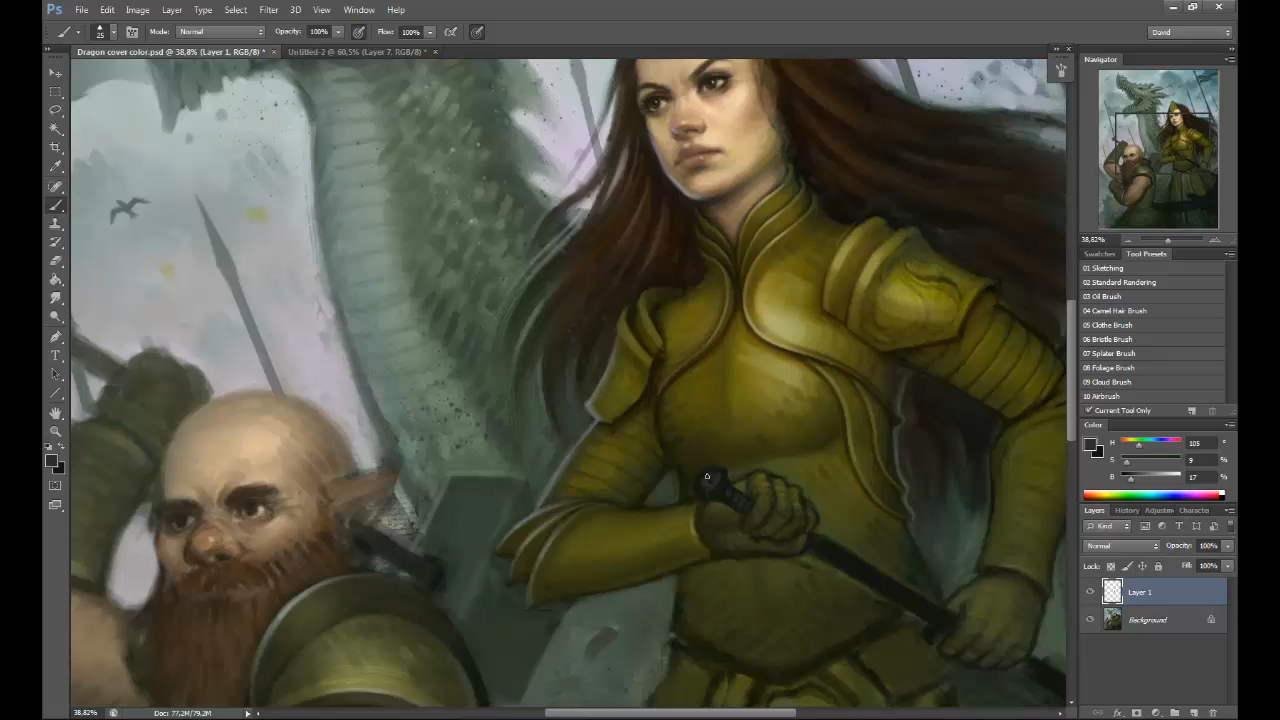 Ps File Edit Image Layer Type Select Filter 3D View Window Help
25 Mode: Normal Opacity: 100% Flow: 100% David
Dragon cover color.psd @ 38,8% (Layer 1, RGB/8) * × Untitled-2 @ 60,5% (Layer 7, RGB/8) * ×
Navigator
38,82%
Swatches Tool Presets
01 Sketching
02 Standard Rendering
03 Oil Brush
04 Camel Hair Brush
05 Clothe Brush
06 Bristle Brush
07 Splater Brush
08 Foliage Brush
09 Cloud Brush
10 Airbrush
Current Tool Only
Color
H 105 °
S 9 %
B 17 %
Layers History Adjustm Characte
Kind
Normal Opacity: 100%
Lock: Fill: 100%
Layer 1
Background
38,82% Doc: 77,2M/79,2M